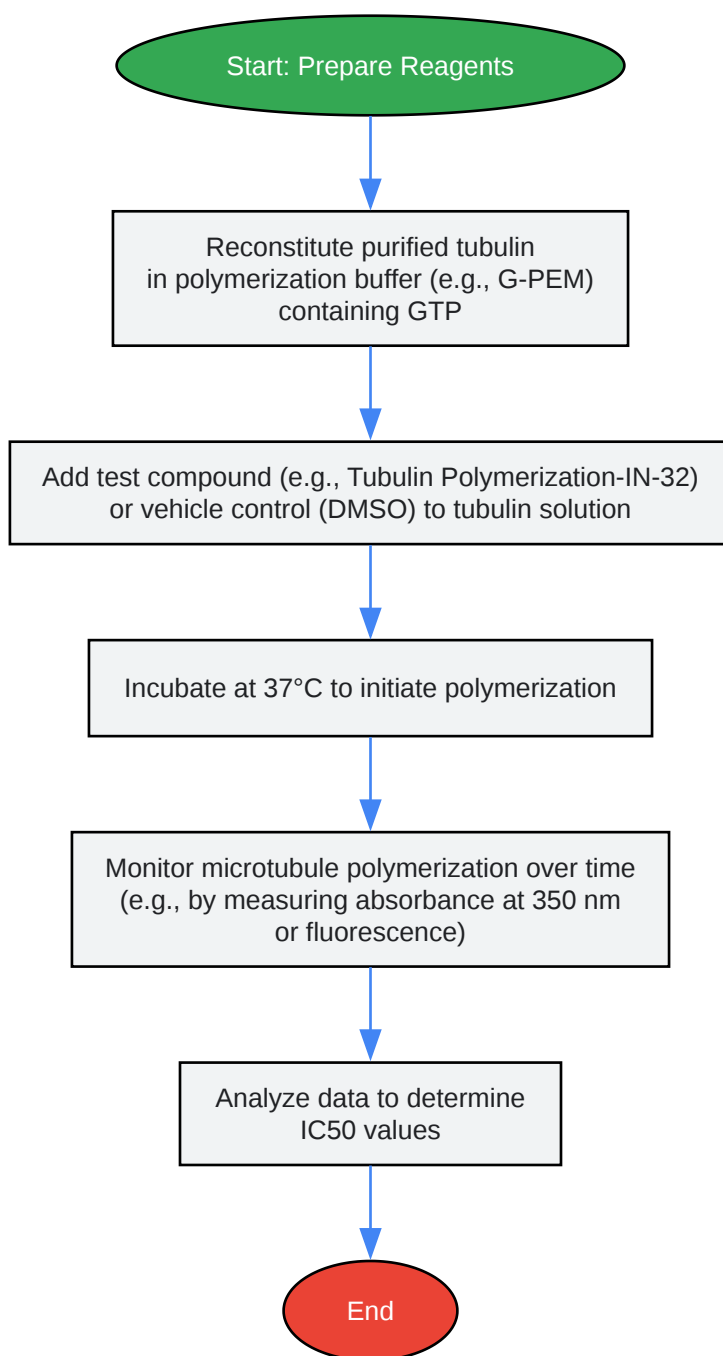 Start: Prepare Reagents
Reconstitute purified tubulin
in polymerization buffer (e.g., G-PEM)
containing GTP
Add test compound (e.g., Tubulin Polymerization-IN-32)
or vehicle control (DMSO) to tubulin solution
Incubate at 37°C to initiate polymerization
Monitor microtubule polymerization over time
(e.g., by measuring absorbance at 350 nm
or fluorescence)
Analyze data to determine
IC50 values
End